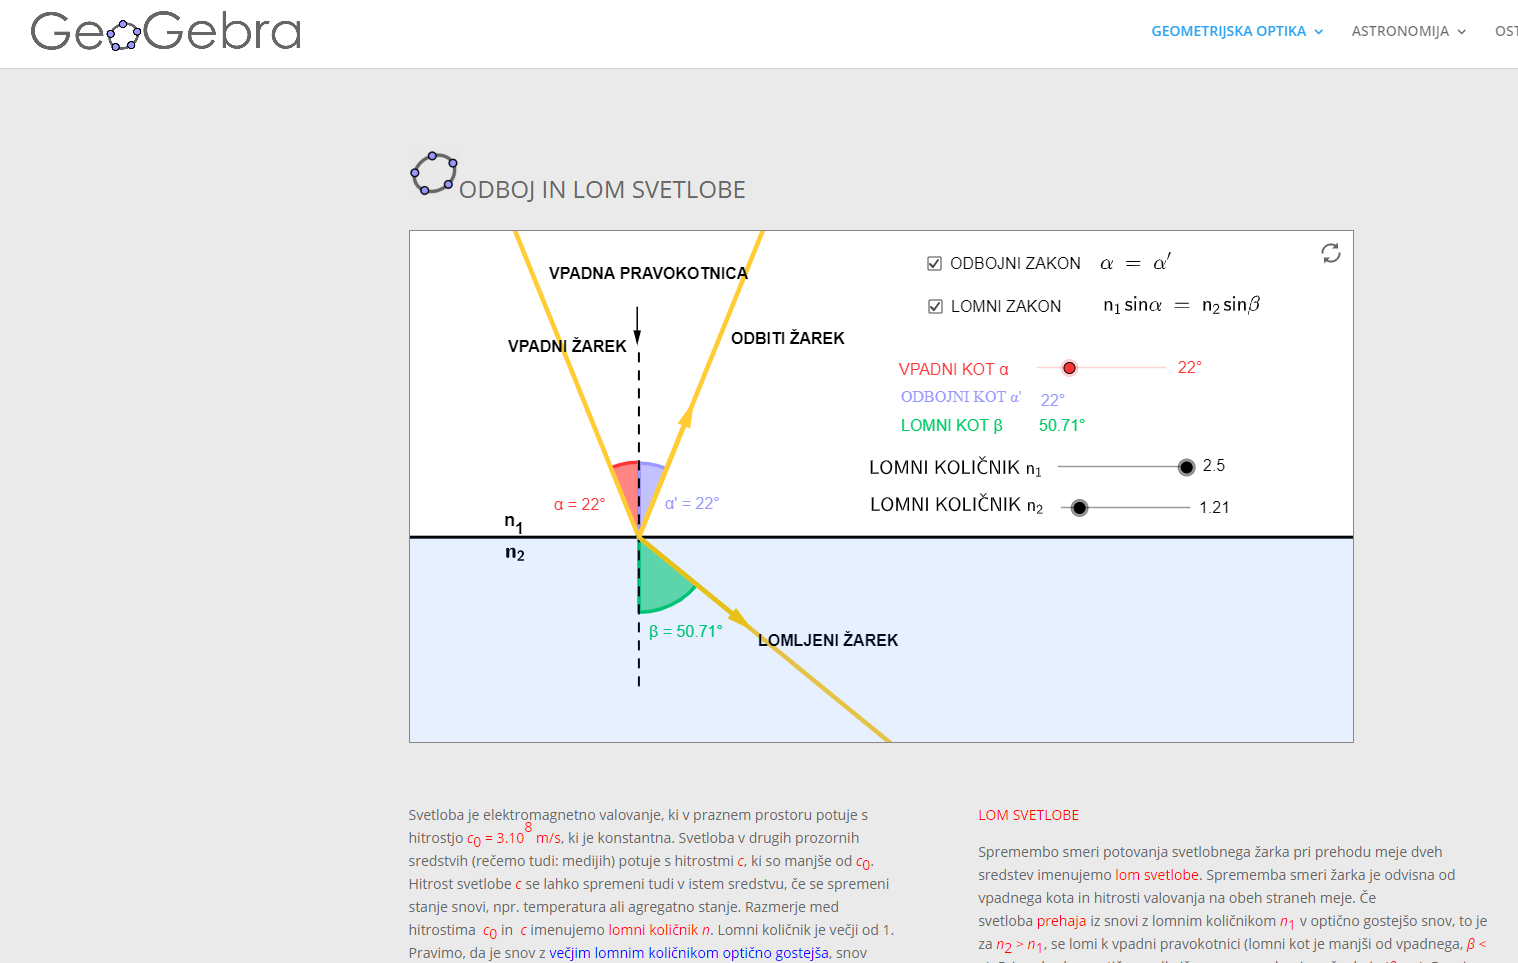 GeoGebra
GEOMETRIJSKA OPTIKA
ASTRONOMIJA
ODBOJ IN LOM SVETLOBE
VPADNA PRAVOKOTNICA
VPADNI ŽAREK
ODBITI ŽAREK
ODBOJNI ZAKON α = α'
LOMNI ZAKON n₁ sinα = n₂ sinβ
VPADNI KOT α 22°
ODBOJNI KOT α' 22°
LOMNI KOT β 50.71°
LOMNI KOLIČNIK n₁ 2.5
LOMNI KOLIČNIK n₂ 1.21
α = 22°
α' = 22°
n₁
n₂
β = 50.71°
LOMLJENI ŽAREK
Svetloba je elektromagnetno valovanje, ki v praznem prostoru potuje s
hitrostjo c₀ = 3.10⁸ m/s, ki je konstantna. Svetloba v drugih prozornih
sredstvih (rečemo tudi: medijih) potuje s hitrostmi c, ki so manjše od c₀.
Hitrost svetlobe c se lahko spremeni tudi v istem sredstvu, če se spremeni
stanje snovi, npr. temperatura ali agregatno stanje. Razmerje med
hitrostima c₀ in c imenujemo lomni količnik n. Lomni količnik je večji od 1.
Pravimo, da je snov z večjim lomnim količnikom optično gostejša, snov
LOM SVETLOBE
Spremembo smeri potovanja svetlobnega žarka pri prehodu meje dveh
sredstev imenujemo lom svetlobe. Sprememba smeri žarka je odvisna od
vpadnega kota in hitrosti valovanja na obeh straneh meje. Če
svetloba prehaja iz snovi z lomnim količnikom n₁ v optično gostejšo snov, to je
za n₂ > n₁, se lomi k vpadni pravokotnici (lomni kot je manjši od vpadnega, β <